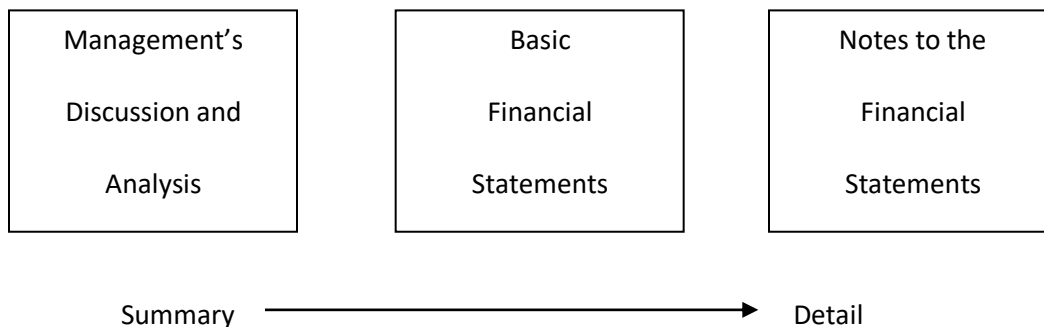 Management’s
Discussion and
Analysis
Basic
Financial
Statements
Notes to the
Financial
Statements
Summary
Detail